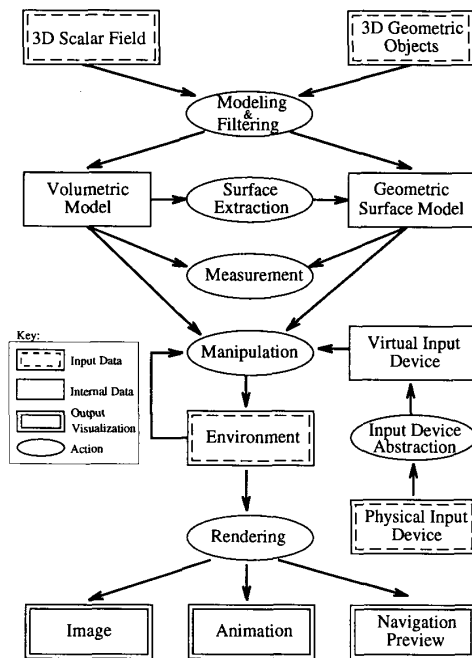 3D Scalar Field
3D Geometric
Objects
Modeling
&
Filtering
Volumetric
Model
Surface
Extraction
Geometric
Surface Model
Measurement
Key:
Input Data
Internal Data
Output
Visualization
Action
Manipulation
Virtual Input
Device
Environment
Input Device
Abstraction
Physical Input
Device
Rendering
Image
Animation
Navigation
Preview